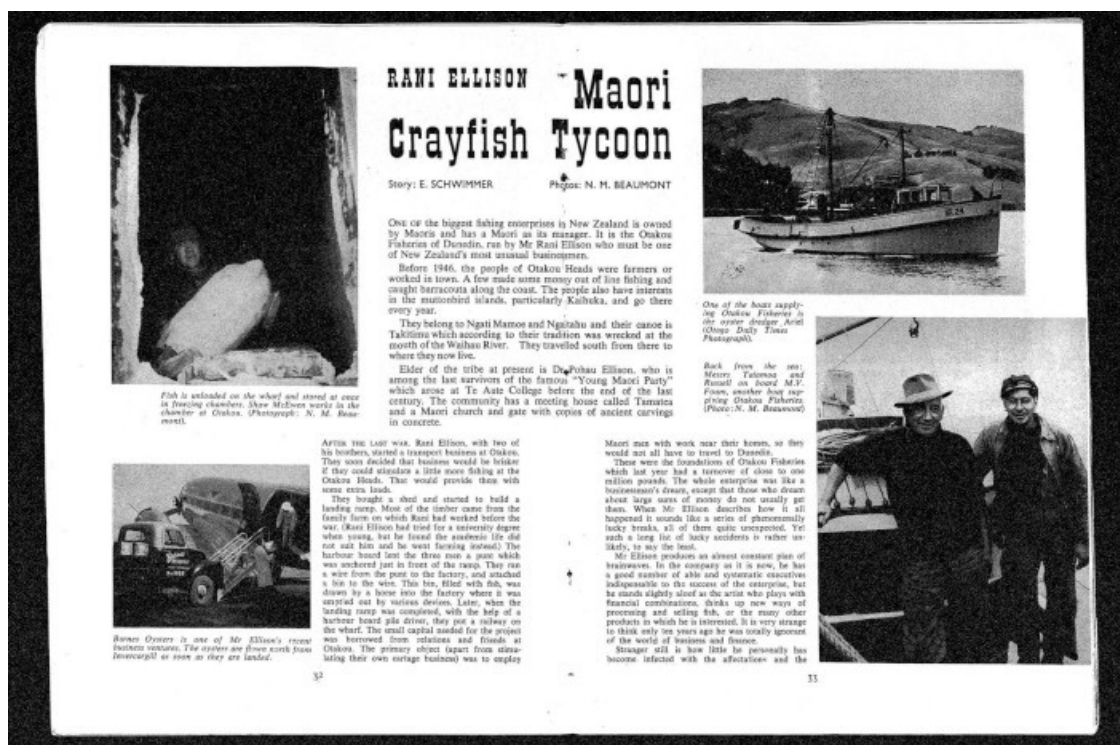 RANI ELLISON Maori
Crayfish Tycoon
Story: E. SCHWIMMER Photos: N. M. BEAUMONT
ONE OF the biggest fishing enterprises in New Zealand is owned
by Maoris and has a Maori as its manager. It is the Otakou
Fisheries of Dunedin, run by Mr Rani Ellison who must be one
of New Zealand's most unusual businessmen.
Before 1946, the people of Otakou Heads were farmers or
worked in town. A few made some money out of line fishing and
caught barracouta along the coast. The people also have interests
in the muttonbird islands, particularly Kaihuka, and go there
every year.
They belong to Ngati Mamoe and Ngaitahu and their canoe is
Takitimu which according to their tradition was wrecked at the
mouth of the Waihau River. They travelled south from there to
where they now live.
Elder of the tribe at present is Dr Pohau Ellison, who is
among the last survivors of the famous "Young Maori Party"
which arose at Te Aute College before the end of the last
century. The community has a meeting house called Tamatea
and a Maori church and gate with copies of ancient carvings
in concrete.
Fish is unloaded on the wharf and stored at once
in freezing chambers. Shaw McEwen works in the
chamber at Otakou. (Photograph: N. M. Beau-
mont).
AFTER THE LAST WAR, Rani Ellison, with two of
his brothers, started a transport business at Otakou.
They soon decided that business would be brisker
if they could stimulate a little more fishing at the
Otakou Heads. That would provide them with
some extra loads.
They bought a shed and started to build a
landing ramp. Most of the timber came from the
family farm on which Rani had worked before the
war. (Rani Ellison had tried for a university degree
when young, but he found the academic life did
not suit him and he went farming instead.) The
harbour board lent the three men a punt which
was anchored just in front of the ramp. They ran
a wire from the punt to the factory, and attached
a bin to the wire. This bin, filled with fish, was
drawn by a horse into the factory where it was
emptied out by various devices. Later, when the
landing ramp was completed, with the help of a
harbour board pile driver, they put a railway on
the wharf. The small capital needed for the project
was borrowed from relations and friends at
Otakou. The primary object (apart from stimu-
lating their own cartage business) was to employ
Barnes Oysters is one of Mr Ellison's recent
business ventures. The oysters are flown north from
Invercargill as soon as they are landed.
32
One of the boats supply-
ing Otakou Fisheries is
the oyster dredger Ariel
(Otago Daily Times
Photograph).
Back from the sea:
Messrs Taiamoa and
Russell on board M.V.
Foam, another boat sup-
plying Otakou Fisheries
(Photo: N. M. Beaumont)
Maori men with work near their homes, so they
would not all have to travel to Dunedin.
These were the foundations of Otakou Fisheries
which last year had a turnover of close to one
million pounds. The whole enterprise was like a
businessman's dream, except that those who dream
about large sums of money do not usually get
them. When Mr Ellison describes how it all
happened it sounds like a series of phenomenally
lucky breaks, all of them quite unexpected. Yet
such a long list of lucky accidents is rather un-
likely, to say the least.
Mr Ellison produces an almost constant plan of
brainwaves. In the company as it is now, he has
a good number of able and systematic executives
indispensable to the success of the enterprise, but
he stands slightly aloof as the artist who plays with
financial combinations, thinks up new ways of
processing and selling fish, or the many other
products in which he is interested. It is very strange
to think only ten years ago he was totally ignorant
of the world of business and finance.
Stranger still is how little he personally has
become infected with the affectations and the
33